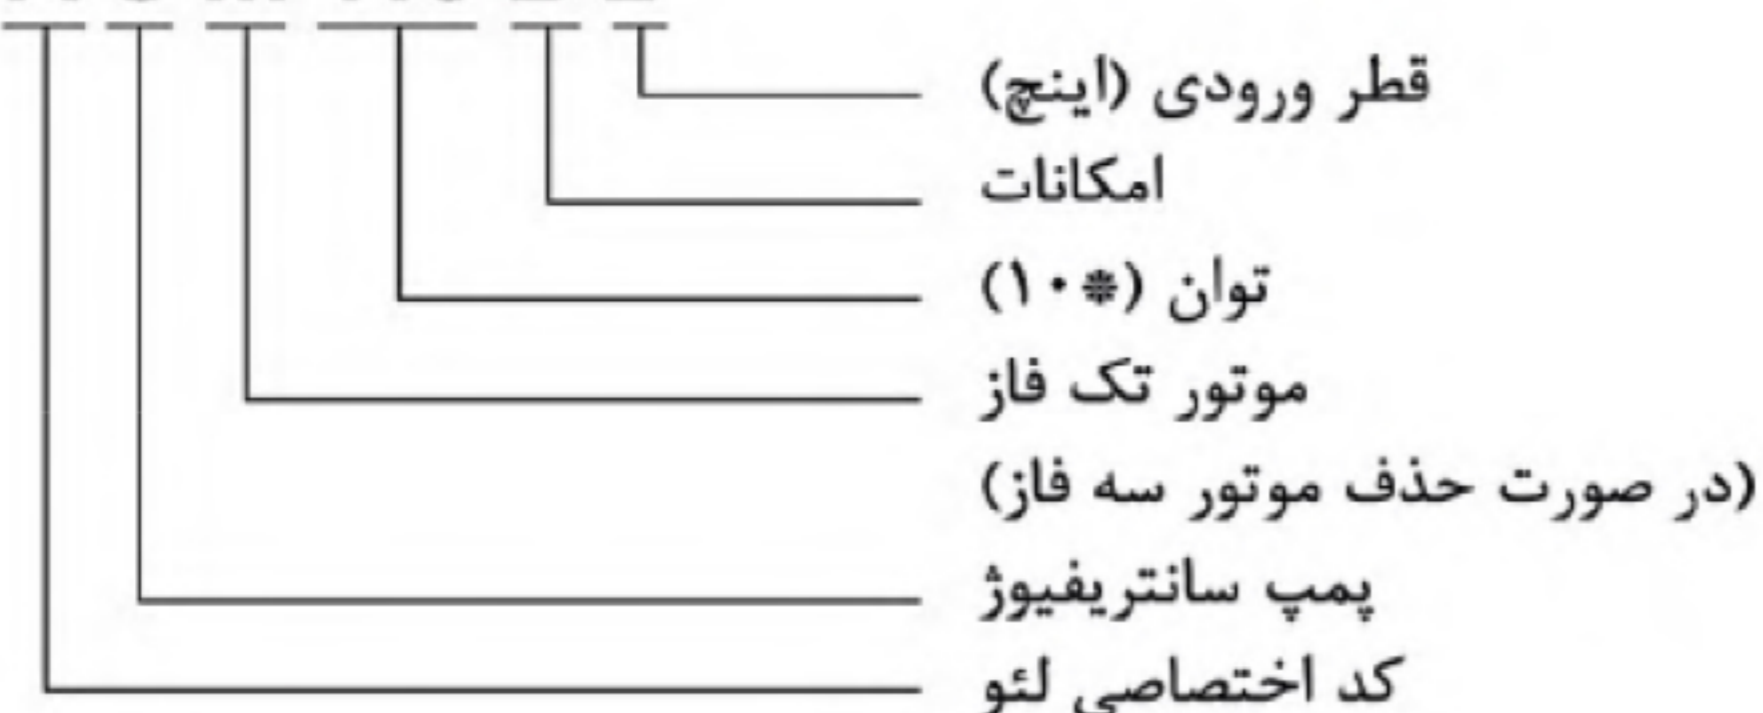 قطر ورودی (اینچ)
امکانات
توان (*۱۰)
موتور تک فاز
(در صورت حذف موتور سه فاز)
پمپ سانتریفیوژ
کد اختصاصی لئو